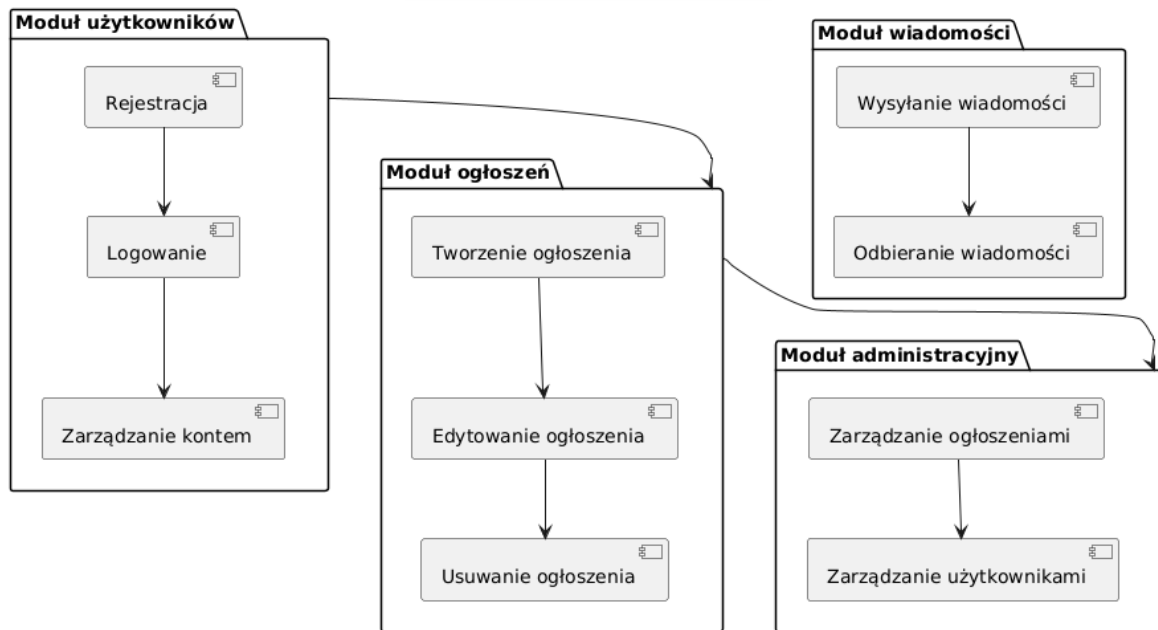 Moduł użytkowników
Rejestracja
Logowanie
Zarządzanie kontem
Moduł ogłoszeń
Tworzenie ogłoszenia
Edytowanie ogłoszenia
Usuwanie ogłoszenia
Moduł wiadomości
Wysyłanie wiadomości
Odbieranie wiadomości
Moduł administracyjny
Zarządzanie ogłoszeniami
Zarządzanie użytkownikami